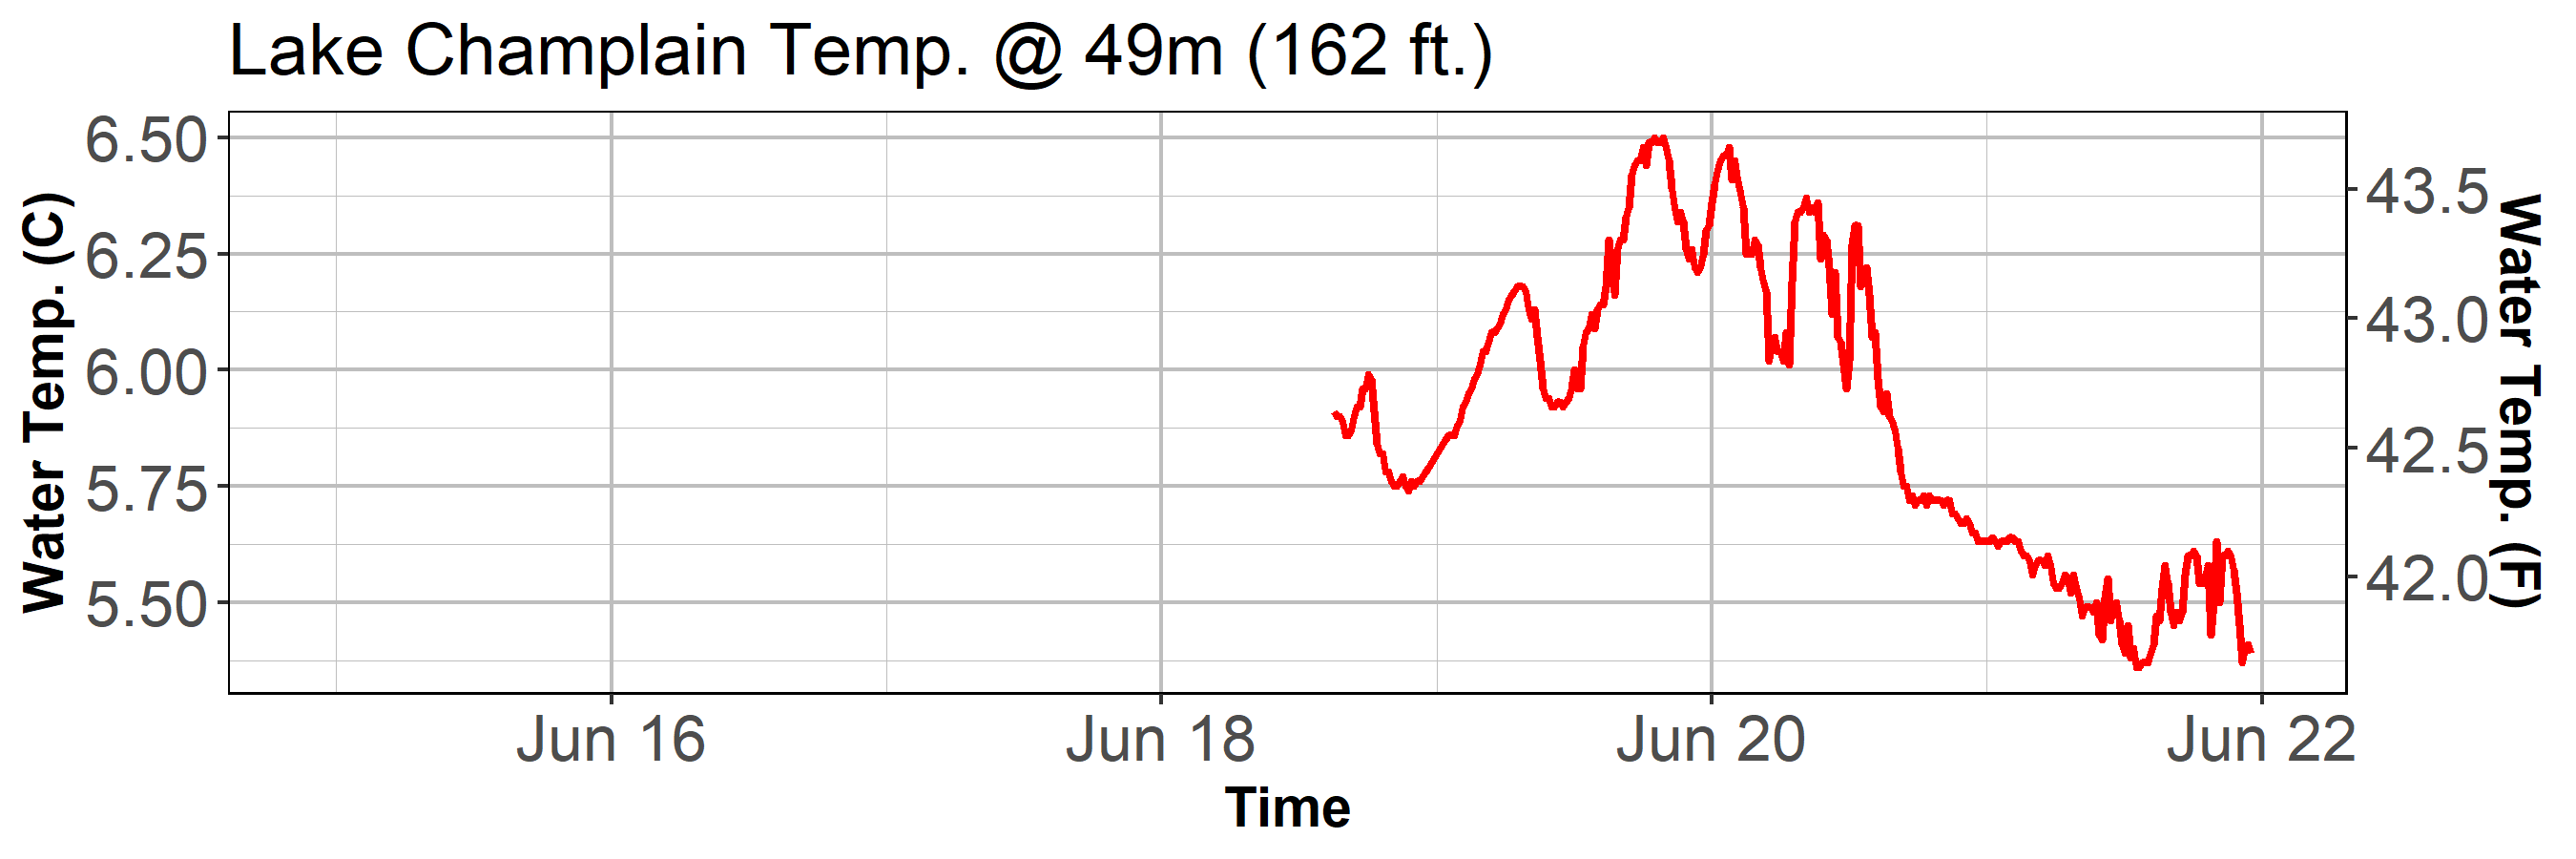 Lake Champlain Temp. @ 49m (162 ft.)
Water Temp. (C)
6.50
6.25
6.00
5.75
5.50
43.5
43.0
42.5
42.0
Water Temp. (F)
Jun 16
Jun 18
Jun 20
Jun 22
Time